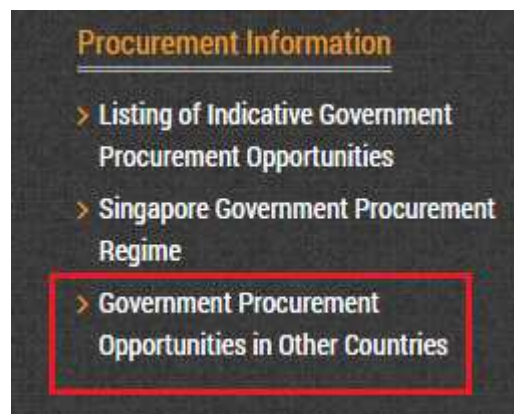 Procurement Information
> Listing of Indicative Government
Procurement Opportunities
> Singapore Government Procurement
Regime
> Government Procurement
Opportunities in Other Countries